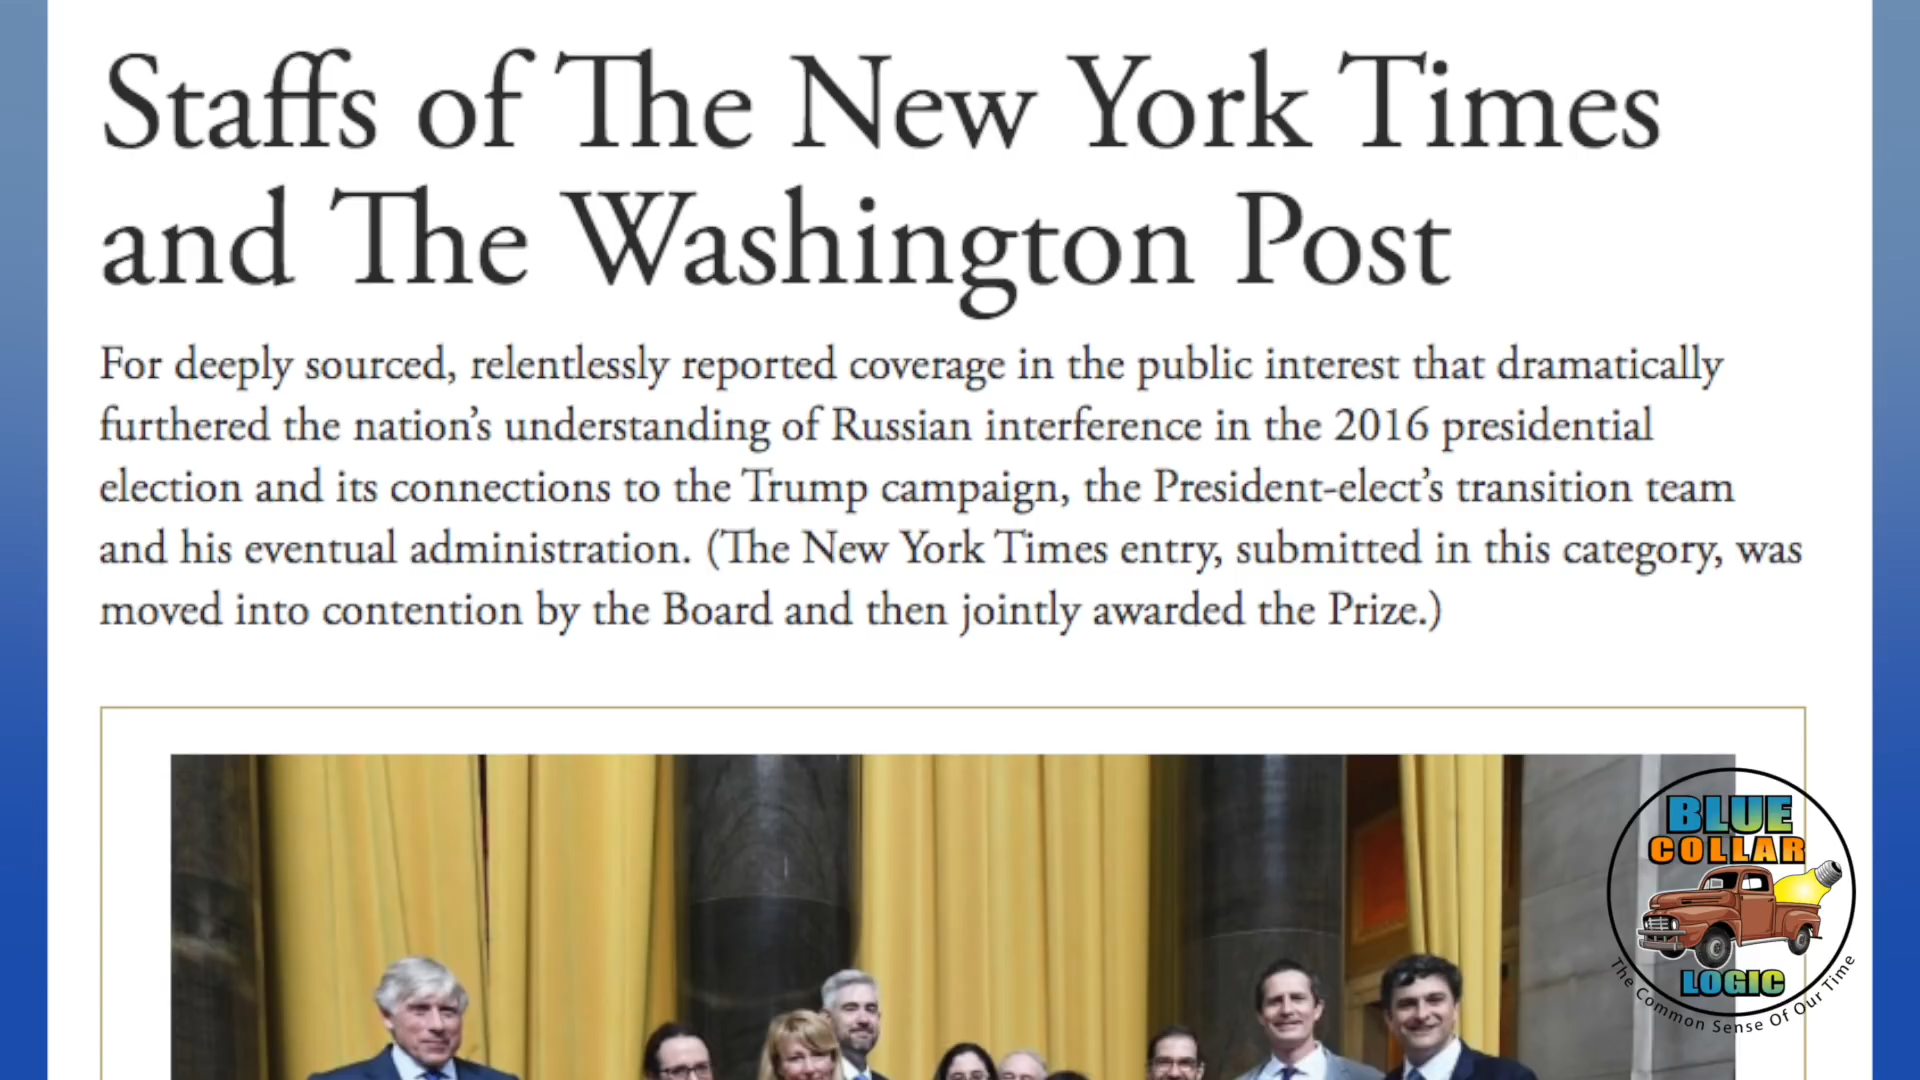 Staffs of The New York Times
and The Washington Post
For deeply sourced, relentlessly reported coverage in the public interest that dramatically
furthered the nation’s understanding of Russian interference in the 2016 presidential
election and its connections to the Trump campaign, the President-elect’s transition team
and his eventual administration. (The New York Times entry, submitted in this category, was
moved into contention by the Board and then jointly awarded the Prize.)
BLUE
COLLAR
LOGIC
The Common Sense Of Our Time